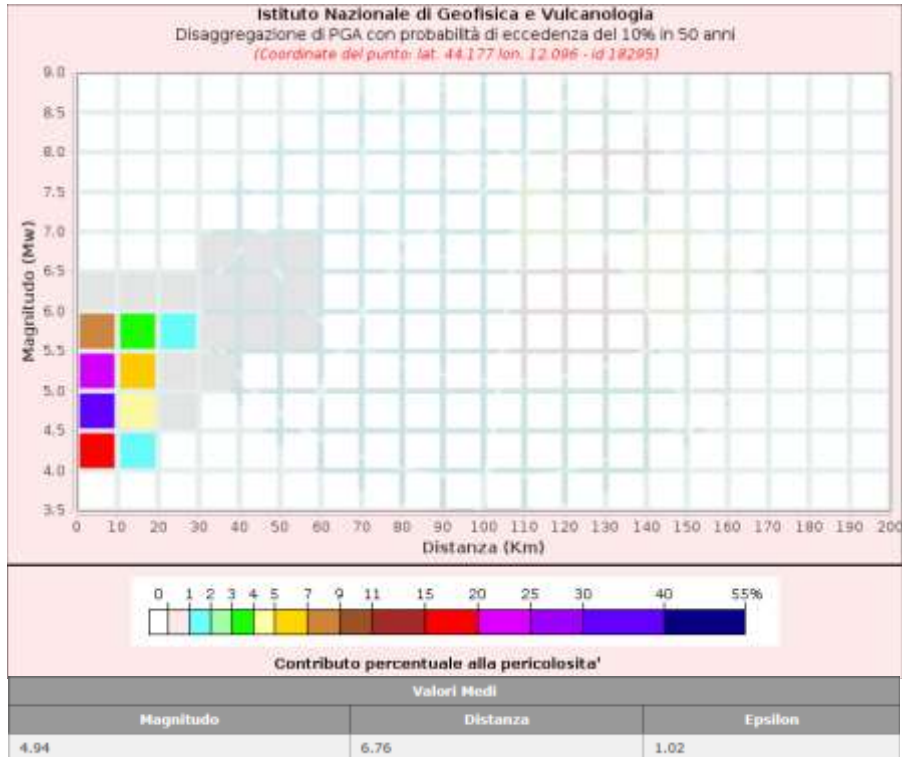 Istituto Nazionale di Geofisica e Vulcanologia
Disaggregazione di PGA con probabilità di eccedenza del 10% in 50 anni
(Coordinate del punto: lat. 44.177 lon. 12.096 - id 18295)
9.0
8.5
8.0
7.5
7.0
6.5
6.0
5.5
5.0
4.5
4.0
3.5
Magnitudo (Mw)
0 10 20 30 40 50 60 70 80 90 100 110 120 130 140 150 160 170 180 190 200
Distanza (Km)
0 1 2 3 4 5 7 9 11 15 20 25 30 40 55%
Contributo percentuale alla pericolosita'
Valori Medi
Magnitudo Distanza Epsilon
4.94 6.76 1.02